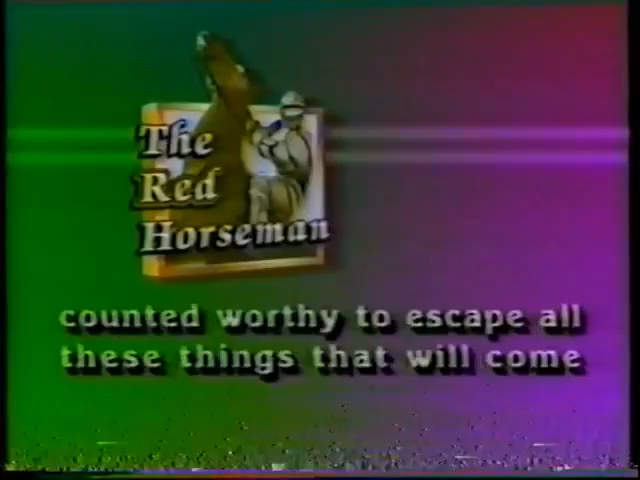 The
Red
Horseman
counted worthy to escape all
these things that will come